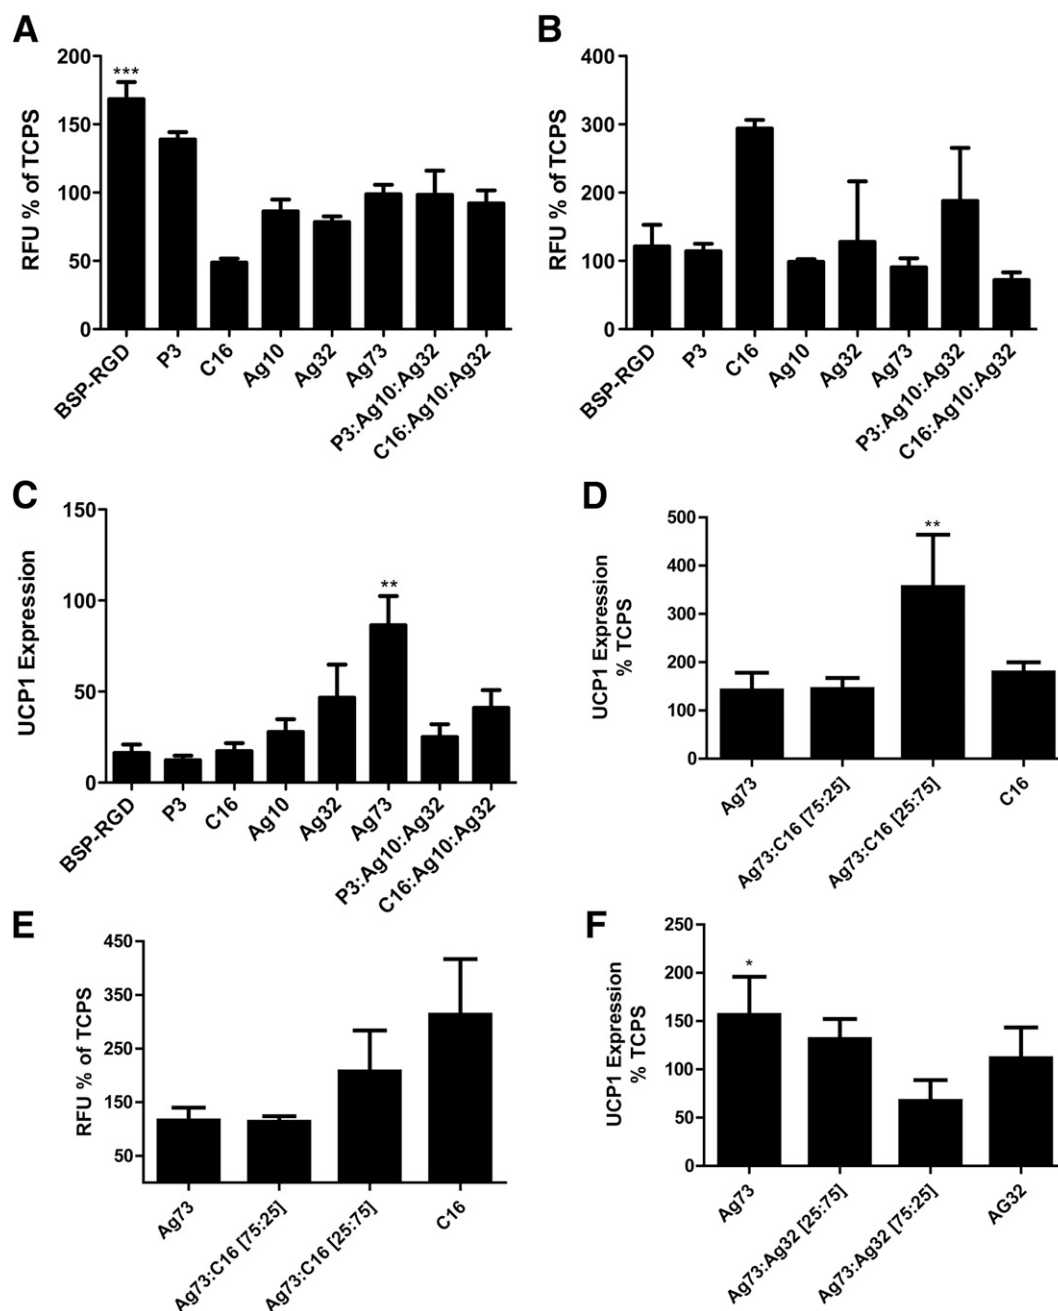 A
RFU % of TCPS
200
150
100
50
0
***
BSP-RGD
P3
C16
Ag10
Ag32
Ag73
P3:Ag10:Ag32
C16:Ag10:Ag32
B
RFU % of TCPS
400
300
200
100
0
BSP-RGD
P3
C16
Ag10
Ag32
Ag73
P3:Ag10:Ag32
C16:Ag10:Ag32
C
UCP1 Expression
150
100
50
0
**
BSP-RGD
P3
C16
Ag10
Ag32
Ag73
P3:Ag10:Ag32
C16:Ag10:Ag32
D
UCP1 Expression
% TCPS
500
400
300
200
100
0
**
Ag73
Ag73:C16 [75:25]
Ag73:C16 [25:75]
C16
E
RFU % of TCPS
450
350
250
150
50
Ag73
Ag73:C16 [75:25]
Ag73:C16 [25:75]
C16
F
UCP1 Expression
% TCPS
250
200
150
100
50
0
*
Ag73
Ag73:Ag32 [25:75]
Ag73:Ag32 [75:25]
AG32